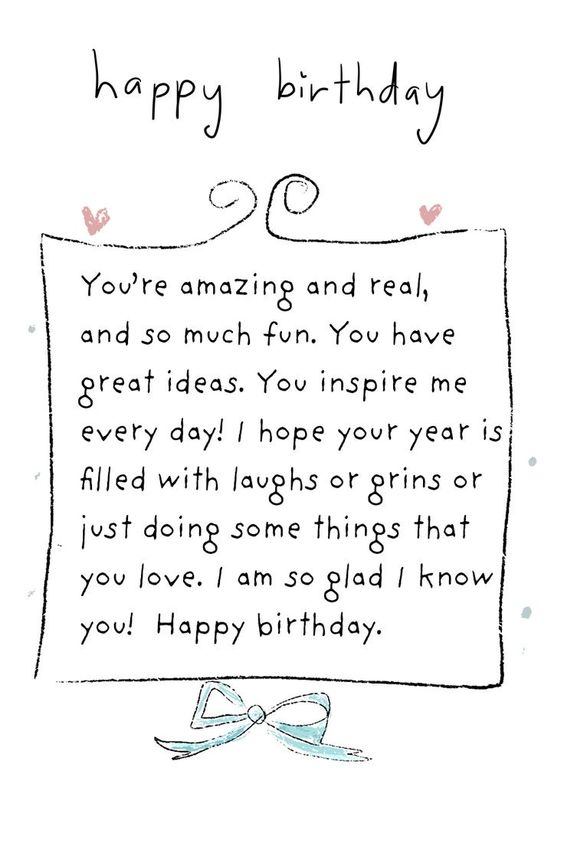 happy birthday
You're amazing and real,
and so much fun. You have
great ideas. You inspire me
every day! I hope your year is
filled with laughs or grins or
just doing some things that
you love. I am so glad I know
you! Happy birthday.